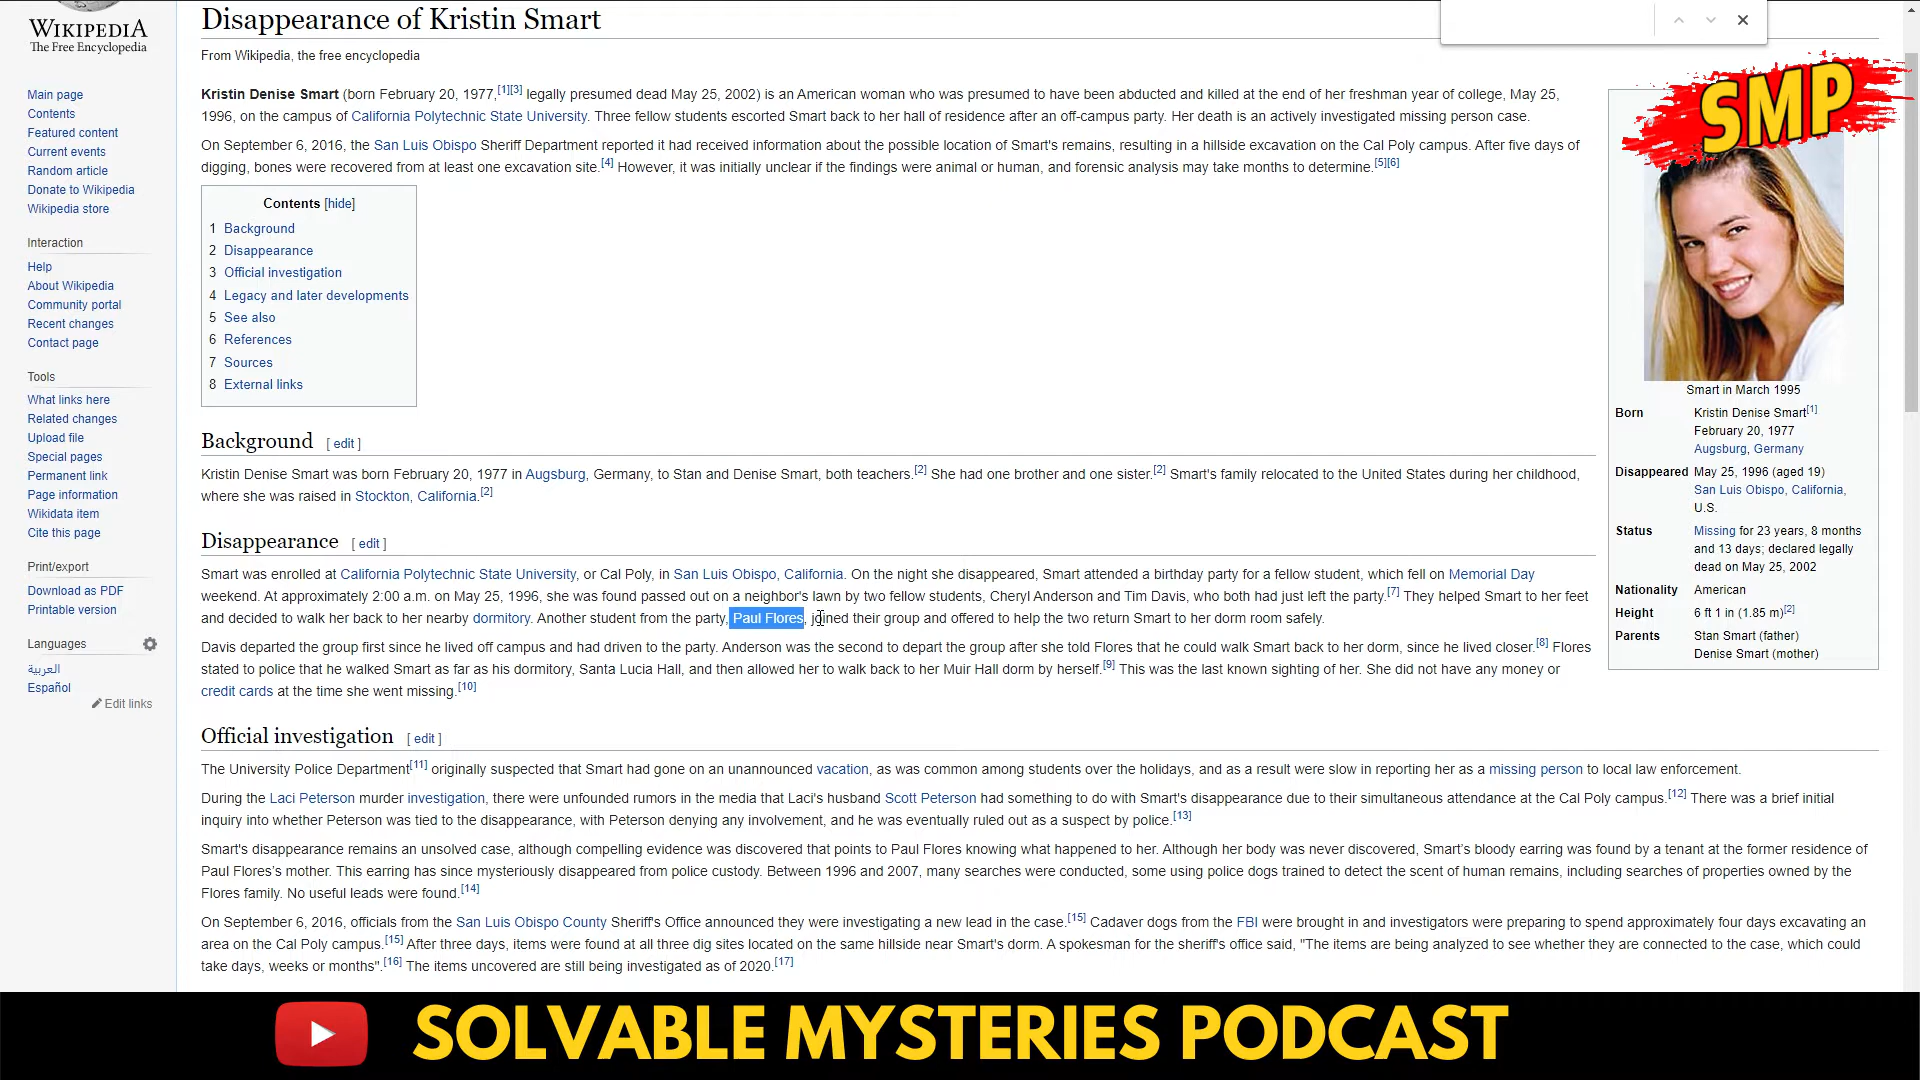 WIKIPEDIA
The Free Encyclopedia
Main page
Contents
Featured content
Current events
Random article
Donate to Wikipedia
Wikipedia store
Interaction
Help
About Wikipedia
Community portal
Recent changes
Contact page
Tools
What links here
Related changes
Upload file
Special pages
Permanent link
Page information
Wikidata item
Cite this page
Print/export
Download as PDF
Printable version
Languages
العربية
Español
Edit links
Disappearance of Kristin Smart
From Wikipedia, the free encyclopedia
Kristin Denise Smart (born February 20, 1977,[1][3] legally presumed dead May 25, 2002) is an American woman who was presumed to have been abducted and killed at the end of her freshman year of college, May 25,
1996, on the campus of California Polytechnic State University. Three fellow students escorted Smart back to her hall of residence after an off-campus party. Her death is an actively investigated missing person case.
On September 6, 2016, the San Luis Obispo Sheriff Department reported it had received information about the possible location of Smart's remains, resulting in a hillside excavation on the Cal Poly campus. After five days of
digging, bones were recovered from at least one excavation site.[4] However, it was initially unclear if the findings were animal or human, and forensic analysis may take months to determine.[5][6]
Contents [hide]
1 Background
2 Disappearance
3 Official investigation
4 Legacy and later developments
5 See also
6 References
7 Sources
8 External links
Background [ edit ]
Kristin Denise Smart was born February 20, 1977 in Augsburg, Germany, to Stan and Denise Smart, both teachers.[2] She had one brother and one sister.[2] Smart's family relocated to the United States during her childhood,
where she was raised in Stockton, California.[2]
Disappearance [ edit ]
Smart was enrolled at California Polytechnic State University, or Cal Poly, in San Luis Obispo, California. On the night she disappeared, Smart attended a birthday party for a fellow student, which fell on Memorial Day
weekend. At approximately 2:00 a.m. on May 25, 1996, she was found passed out on a neighbor's lawn by two fellow students, Cheryl Anderson and Tim Davis, who both had just left the party.[7] They helped Smart to her feet
and decided to walk her back to her nearby dormitory. Another student from the party, Paul Flores, joined their group and offered to help the two return Smart to her dorm room safely.
Davis departed the group first since he lived off campus and had driven to the party. Anderson was the second to depart the group after she told Flores that he could walk Smart back to her dorm, since he lived closer.[8] Flores
stated to police that he walked Smart as far as his dormitory, Santa Lucia Hall, and then allowed her to walk back to her Muir Hall dorm by herself.[9] This was the last known sighting of her. She did not have any money or
credit cards at the time she went missing.[10]
Official investigation [ edit ]
The University Police Department[11] originally suspected that Smart had gone on an unannounced vacation, as was common among students over the holidays, and as a result were slow in reporting her as a missing person to local law enforcement.
During the Laci Peterson murder investigation, there were unfounded rumors in the media that Laci's husband Scott Peterson had something to do with Smart's disappearance due to their simultaneous attendance at the Cal Poly campus.[12] There was a brief initial
inquiry into whether Peterson was tied to the disappearance, with Peterson denying any involvement, and he was eventually ruled out as a suspect by police.[13]
Smart's disappearance remains an unsolved case, although compelling evidence was discovered that points to Paul Flores knowing what happened to her. Although her body was never discovered, Smart's bloody earring was found by a tenant at the former residence of
Paul Flores's mother. This earring has since mysteriously disappeared from police custody. Between 1996 and 2007, many searches were conducted, some using police dogs trained to detect the scent of human remains, including searches of properties owned by the
Flores family. No useful leads were found.[14]
On September 6, 2016, officials from the San Luis Obispo County Sheriff's Office announced they were investigating a new lead in the case.[15] Cadaver dogs from the FBI were brought in and investigators were preparing to spend approximately four days excavating an
area on the Cal Poly campus.[15] After three days, items were found at all three dig sites located on the same hillside near Smart's dorm. A spokesman for the sheriff's office said, "The items are being analyzed to see whether they are connected to the case, which could
take days, weeks or months".[16] The items uncovered are still being investigated as of 2020.[17]
SMP
Smart in March 1995
Born Kristin Denise Smart[1]
February 20, 1977
Augsburg, Germany
Disappeared May 25, 1996 (aged 19)
San Luis Obispo, California,
U.S.
Status Missing for 23 years, 8 months
and 13 days; declared legally
dead on May 25, 2002
Nationality American
Height 6 ft 1 in (1.85 m)[2]
Parents Stan Smart (father)
Denise Smart (mother)
SOLVABLE MYSTERIES PODCAST